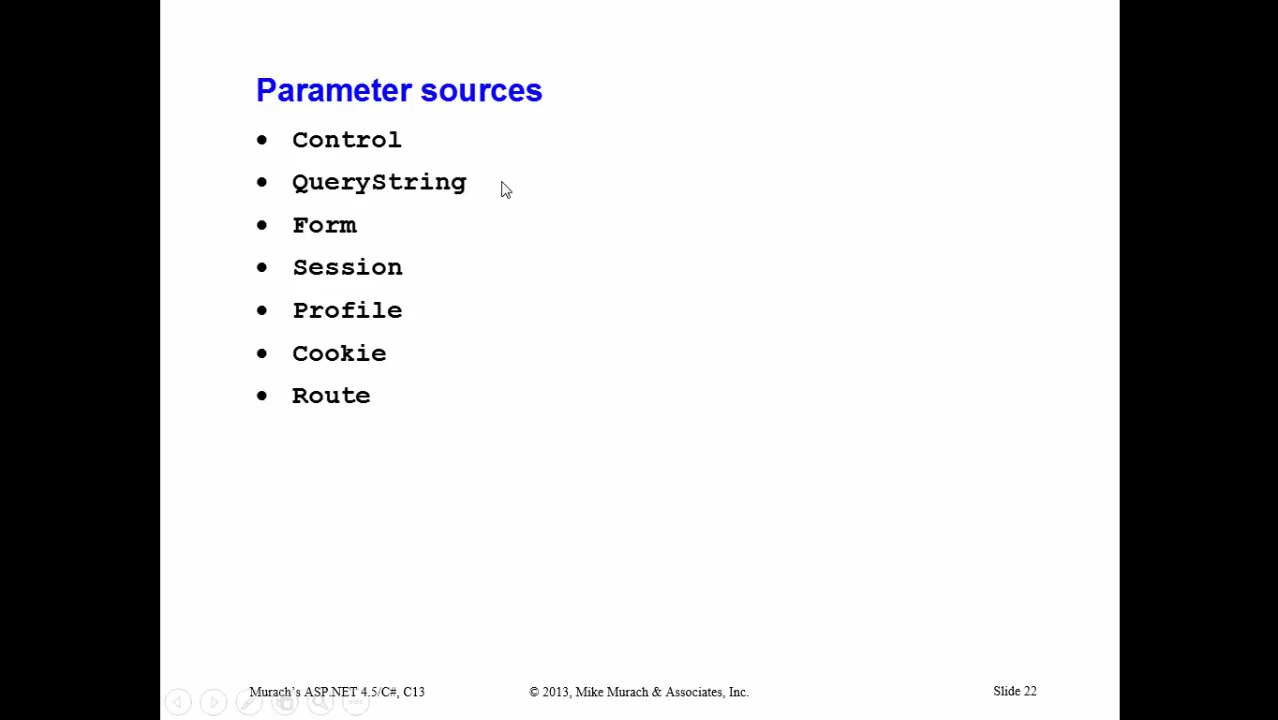 Parameter sources
• Control
• QueryString
• Form
• Session
• Profile
• Cookie
• Route
Murach's ASP.NET 4.5/C#, C13
© 2013, Mike Murach & Associates, Inc.
Slide 22